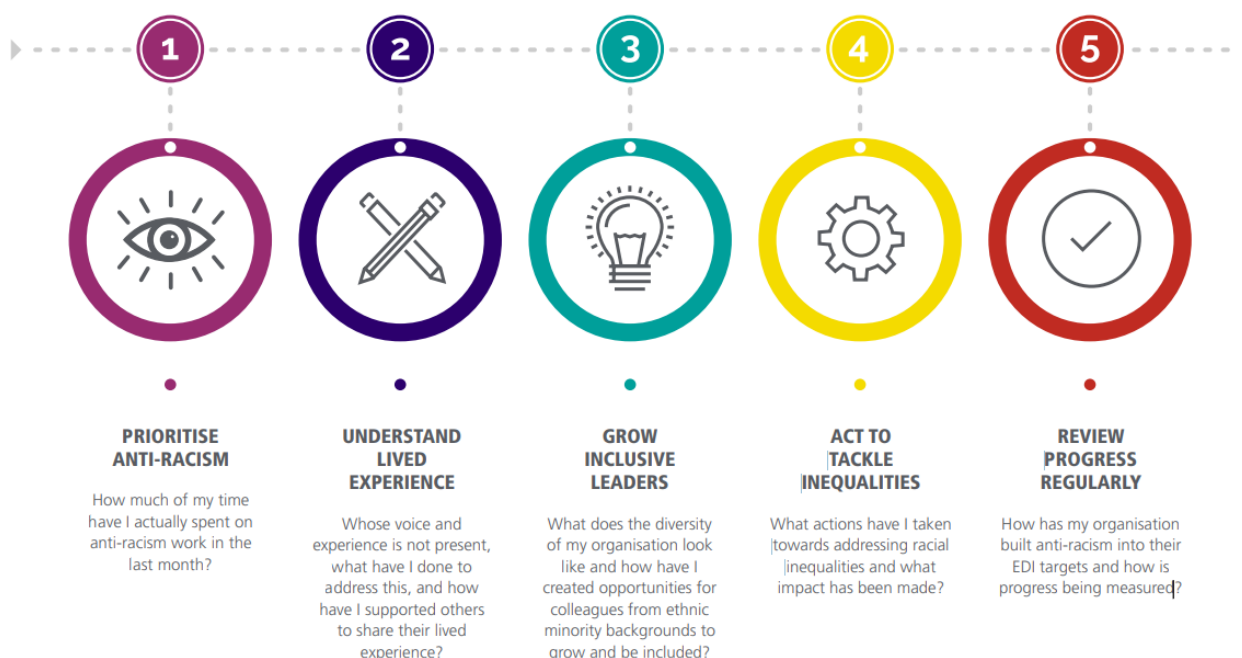 1
2
3
4
5
PRIORITISE
ANTI-RACISM
How much of my time
have I actually spent on
anti-racism work in the
last month?
UNDERSTAND
LIVED
EXPERIENCE
Whose voice and
experience is not present,
what have I done to
address this, and how
have I supported others
to share their lived
experience?
GROW
INCLUSIVE
LEADERS
What does the diversity
of my organisation look
like and how have I
created opportunities for
colleagues from ethnic
minority backgrounds to
grow and be included?
ACT TO
TACKLE
INEQUALITIES
What actions have I taken
towards addressing racial
inequalities and what
impact has been made?
REVIEW
PROGRESS
REGULARLY
How has my organisation
built anti-racism into their
EDI targets and how is
progress being measured?